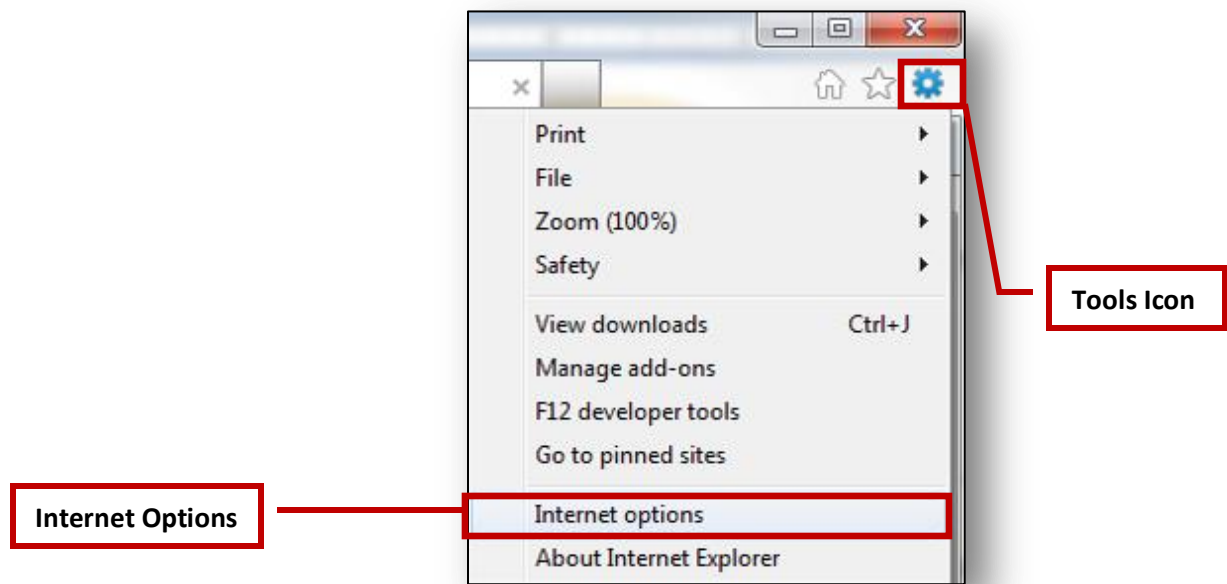 Print
File
Zoom (100%)
Safety
Tools Icon
View downloads Ctrl+J
Manage add-ons
F12 developer tools
Go to pinned sites
Internet Options
Internet options
About Internet Explorer